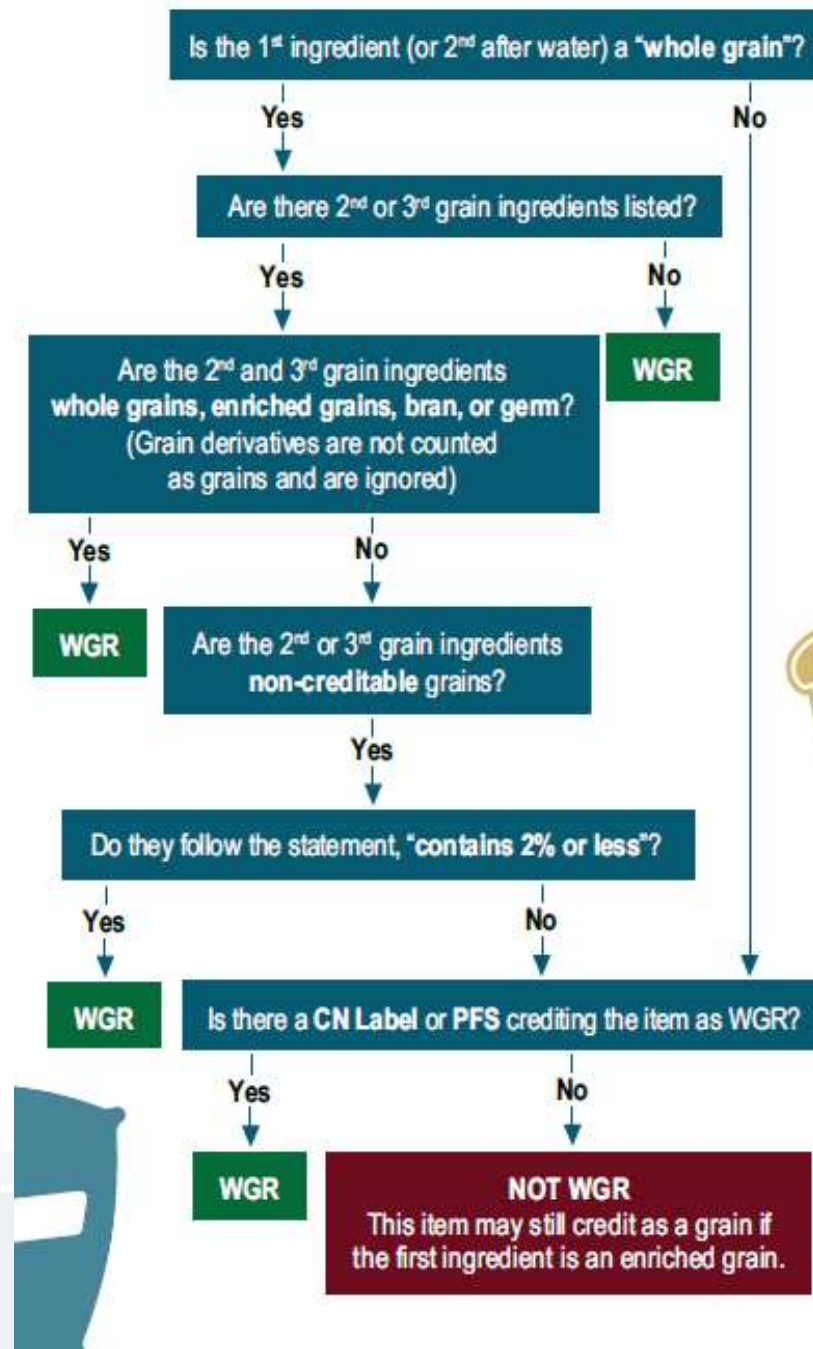 Is the 1st ingredient (or 2nd after water) a "whole grain"?
Yes
No
Are there 2nd or 3rd grain ingredients listed?
Yes
No
Are the 2nd and 3rd grain ingredients
whole grains, enriched grains, bran, or germ?
(Grain derivatives are not counted
as grains and are ignored)
WGR
Yes
No
WGR
Are the 2nd or 3rd grain ingredients
non-creditable grains?
Yes
Do they follow the statement, "contains 2% or less"?
Yes
No
WGR
Is there a CN Label or PFS crediting the item as WGR?
Yes
No
WGR
NOT WGR
This item may still credit as a grain if
the first ingredient is an enriched grain.